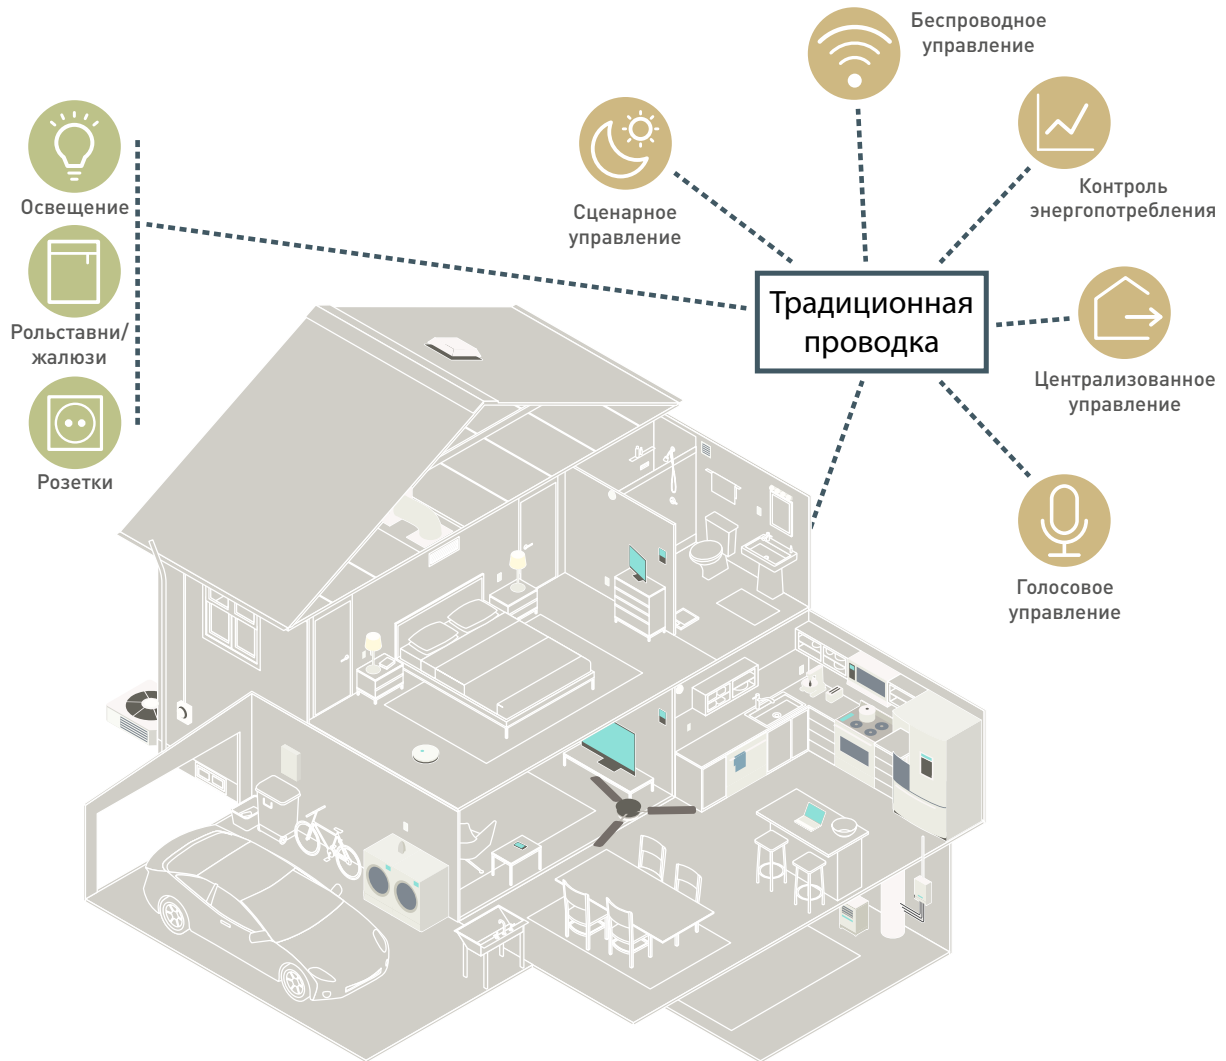 Беспроводное
управление
Сценарное
управление
Контроль
энергопотребления
Освещение
Рольставни/
жалюзи
Розетки
Традиционная
проводка
Централизованное
управление
Голосовое
управление